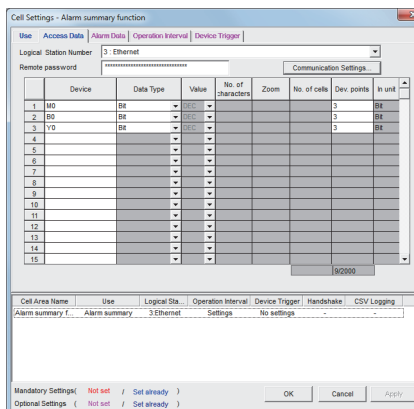 Cell Settings - Alarm summary function
Use Access Data Alarm Data Operation Interval Device Trigger
Logical Station Number 3 : Ethernet
Remote password ********************************
Communication Settings...
Device Data Type Value No. of characters Zoom No. of cells Dev. points In unit
1 M0 Bit DEC 3 Bit
2 B0 Bit DEC 3 Bit
3 Y0 Bit DEC 3 Bit
4
5
6
7
8
9
10
11
12
13
14
15
9/2000
Cell Area Name Use Logical Sta... Operation Interval Device Trigger Handshake CSV Logging
Alarm summary f... Alarm summary 3:Ethernet Settings No settings - -
Mandatory Settings( Not set / Set already )
Optional Settings ( Not set / Set already )
OK Cancel Apply